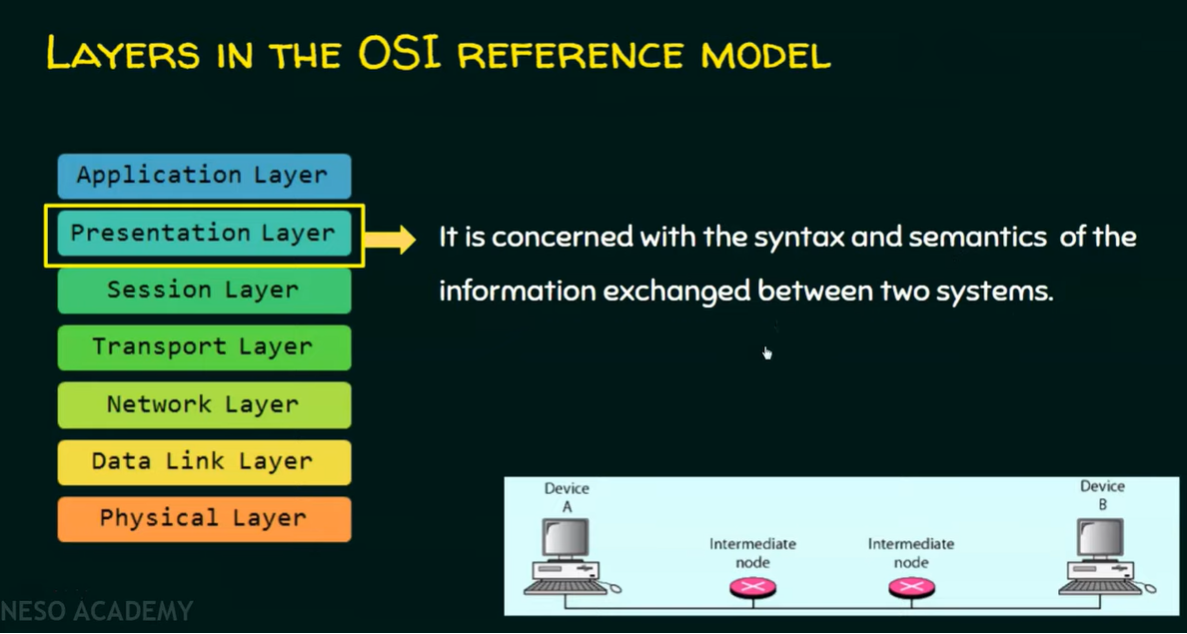 LAYERS IN THE OSI REFERENCE MODEL
Application Layer
Presentation Layer
It is concerned with the syntax and semantics of the
information exchanged between two systems.
Session Layer
Transport Layer
Network Layer
Data Link Layer
Physical Layer
Device
A
Intermediate
node
Intermediate
node
Device
B
NESO ACADEMY